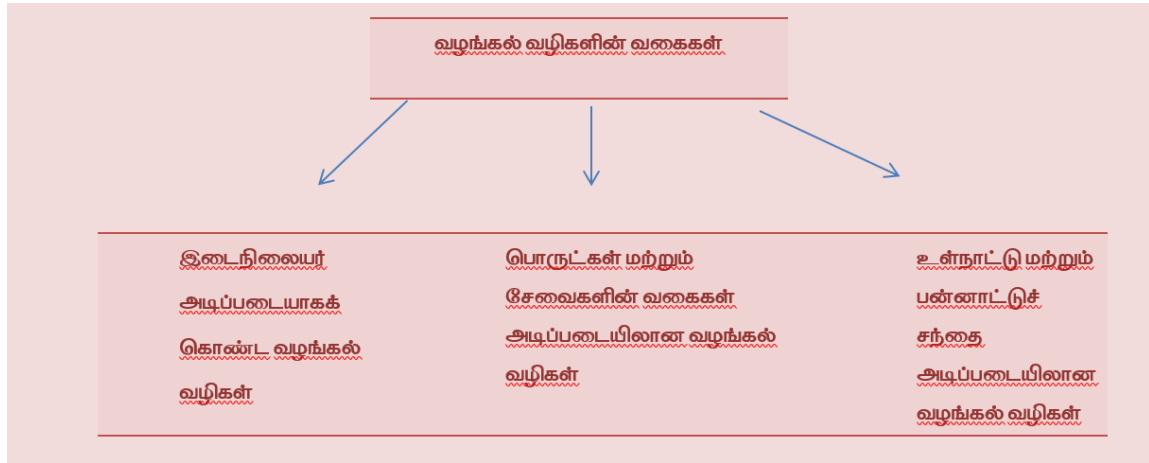 வழங்கல் வழிகளின் வகைகள்
இடைநிலையர்
அடிப்படையாகக்
கொண்ட வழங்கல்
வழிகள்
பொருட்கள் மற்றும்
சேவைகளின் வகைகள்
அடிப்படையிலான வழங்கல்
வழிகள்
உள்நாட்டு மற்றும்
பன்னாட்டுச்
சந்தை
அடிப்படையிலான
வழங்கல் வழிகள்